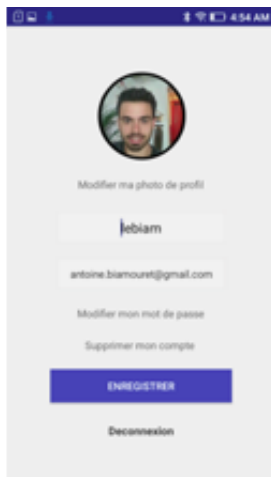 4:54 AM
Modifier ma photo de profil
lebiam
antoine.biamouret@gmail.com
Modifier mon mot de passe
Supprimer mon compte
ENREGISTRER
Deconnexion